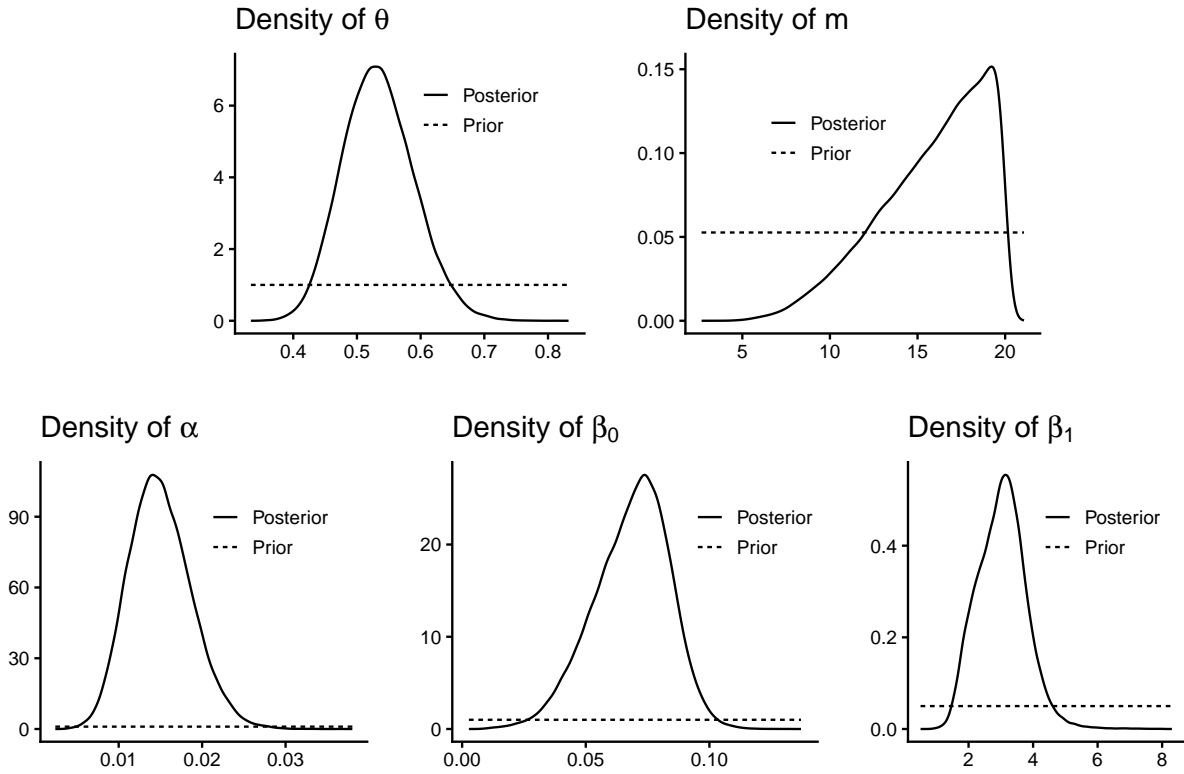 Density of θ
Posterior
Prior
6
4
2
0
0.4 0.5 0.6 0.7 0.8
Density of m
Posterior
Prior
0.15
0.10
0.05
0.00
5 10 15 20
Density of α
Posterior
Prior
90
60
30
0
0.01 0.02 0.03
Density of β₀
Posterior
Prior
20
10
0
0.00 0.05 0.10
Density of β₁
Posterior
Prior
0.4
0.2
0.0
2 4 6 8